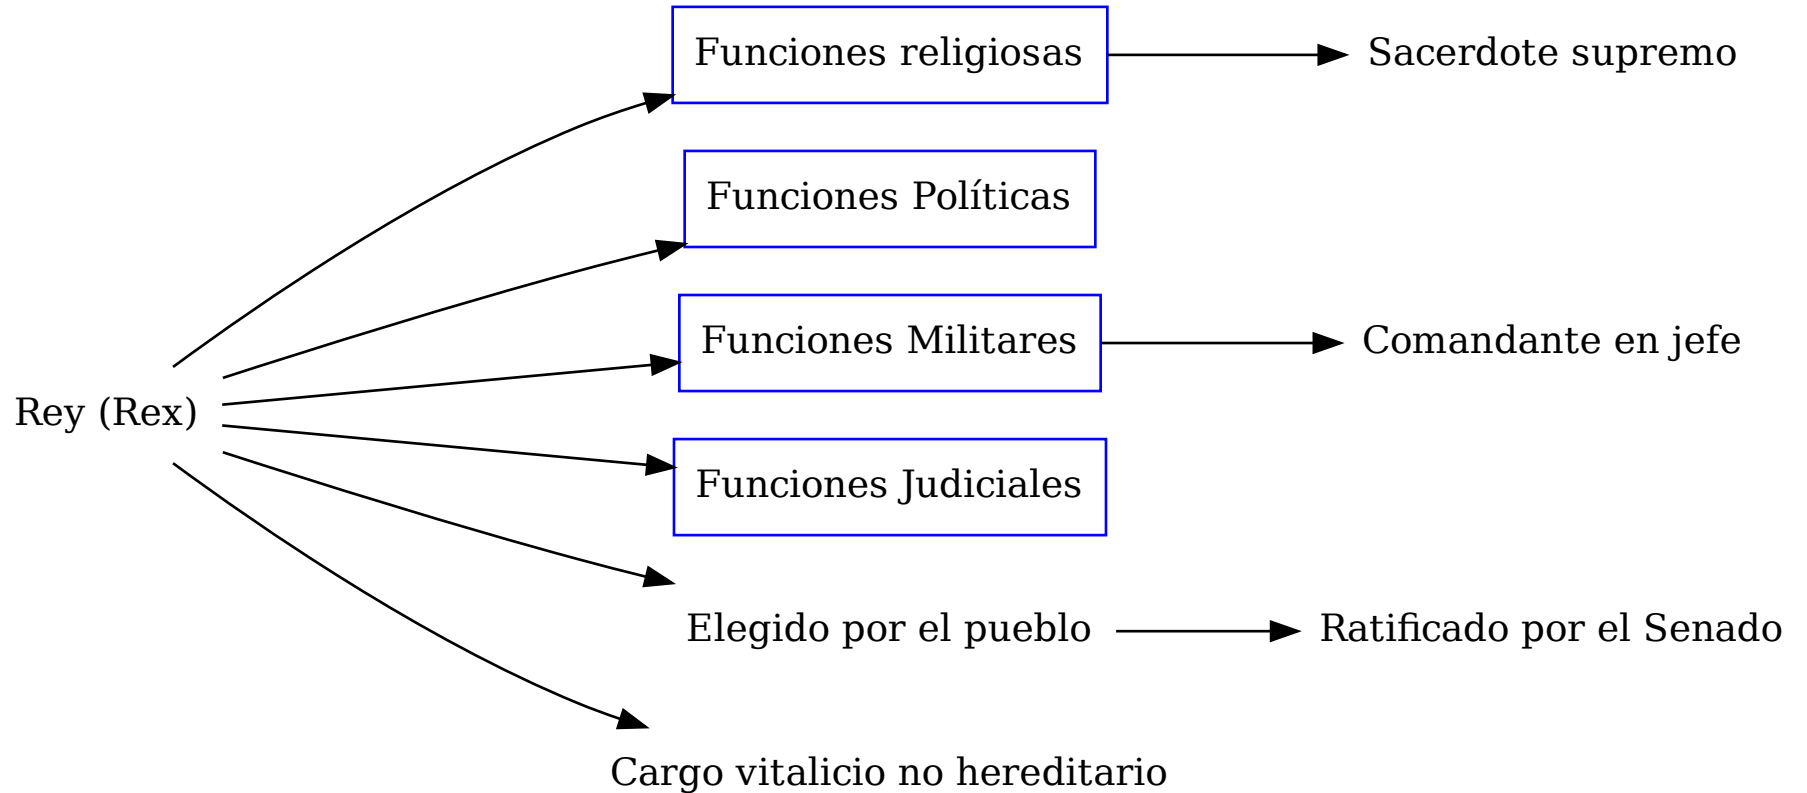 Funciones religiosas
Sacerdote supremo
Funciones Políticas
Funciones Militares
Comandante en jefe
Rey (Rex)
Funciones Judiciales
Elegido por el pueblo
Ratificado por el Senado
Cargo vitalicio no hereditario